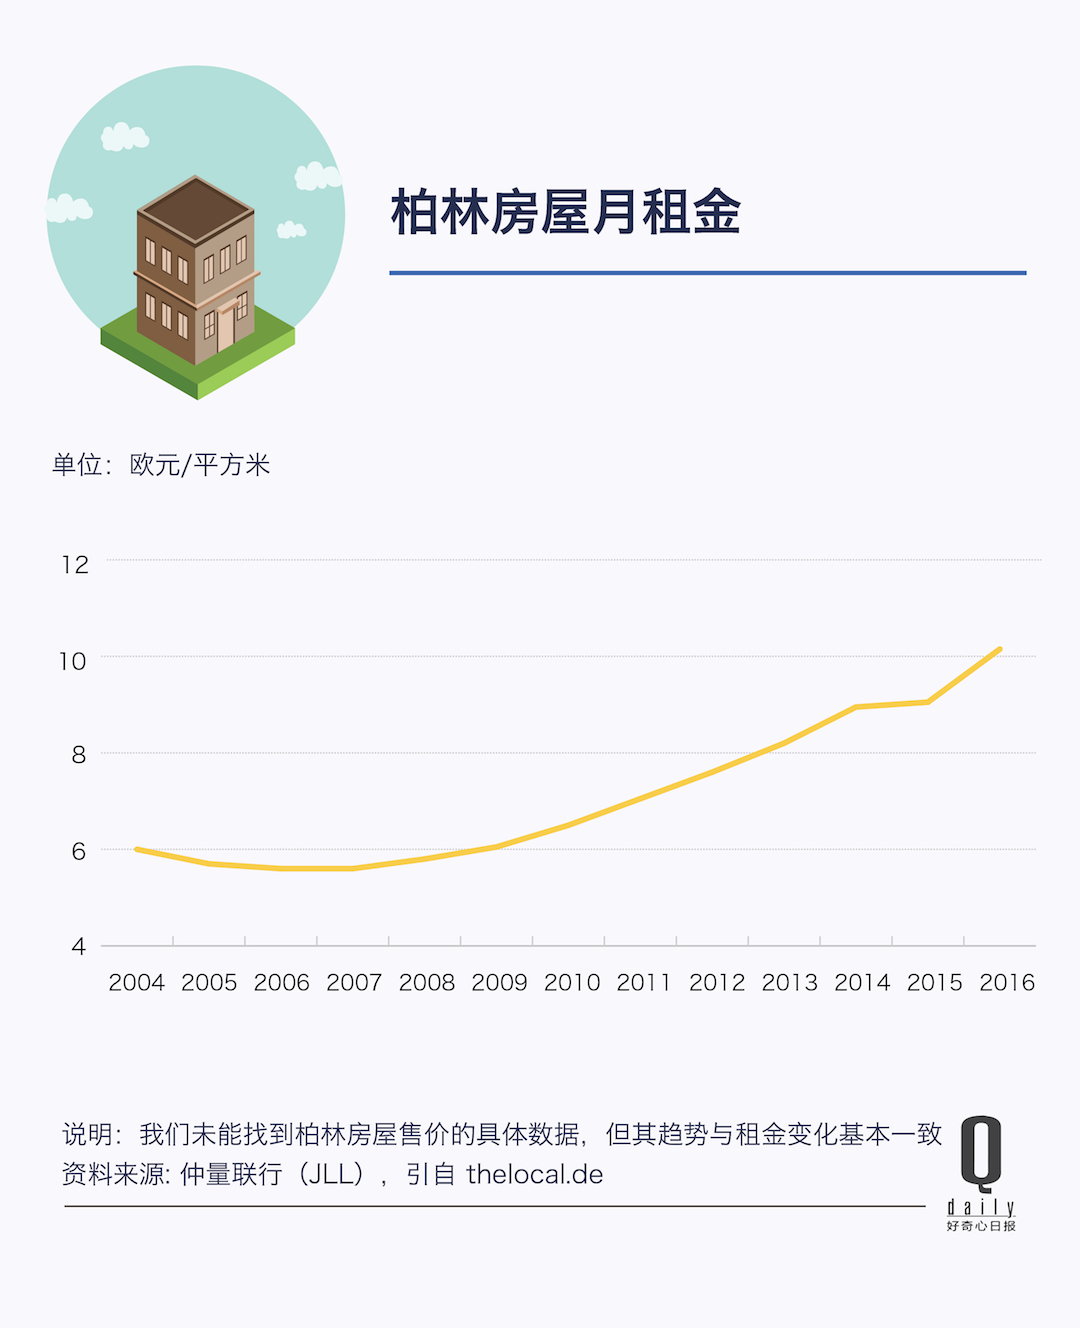 柏林房屋月租金
单位：欧元/平方米
12
10
8
6
4
2004 2005 2006 2007 2008 2009 2010 2011 2012 2013 2014 2015 2016
说明：我们未能找到柏林房屋售价的具体数据，但其趋势与租金变化基本一致
资料来源: 仲量联行（JLL），引自 thelocal.de
Q
daily
好奇心日报